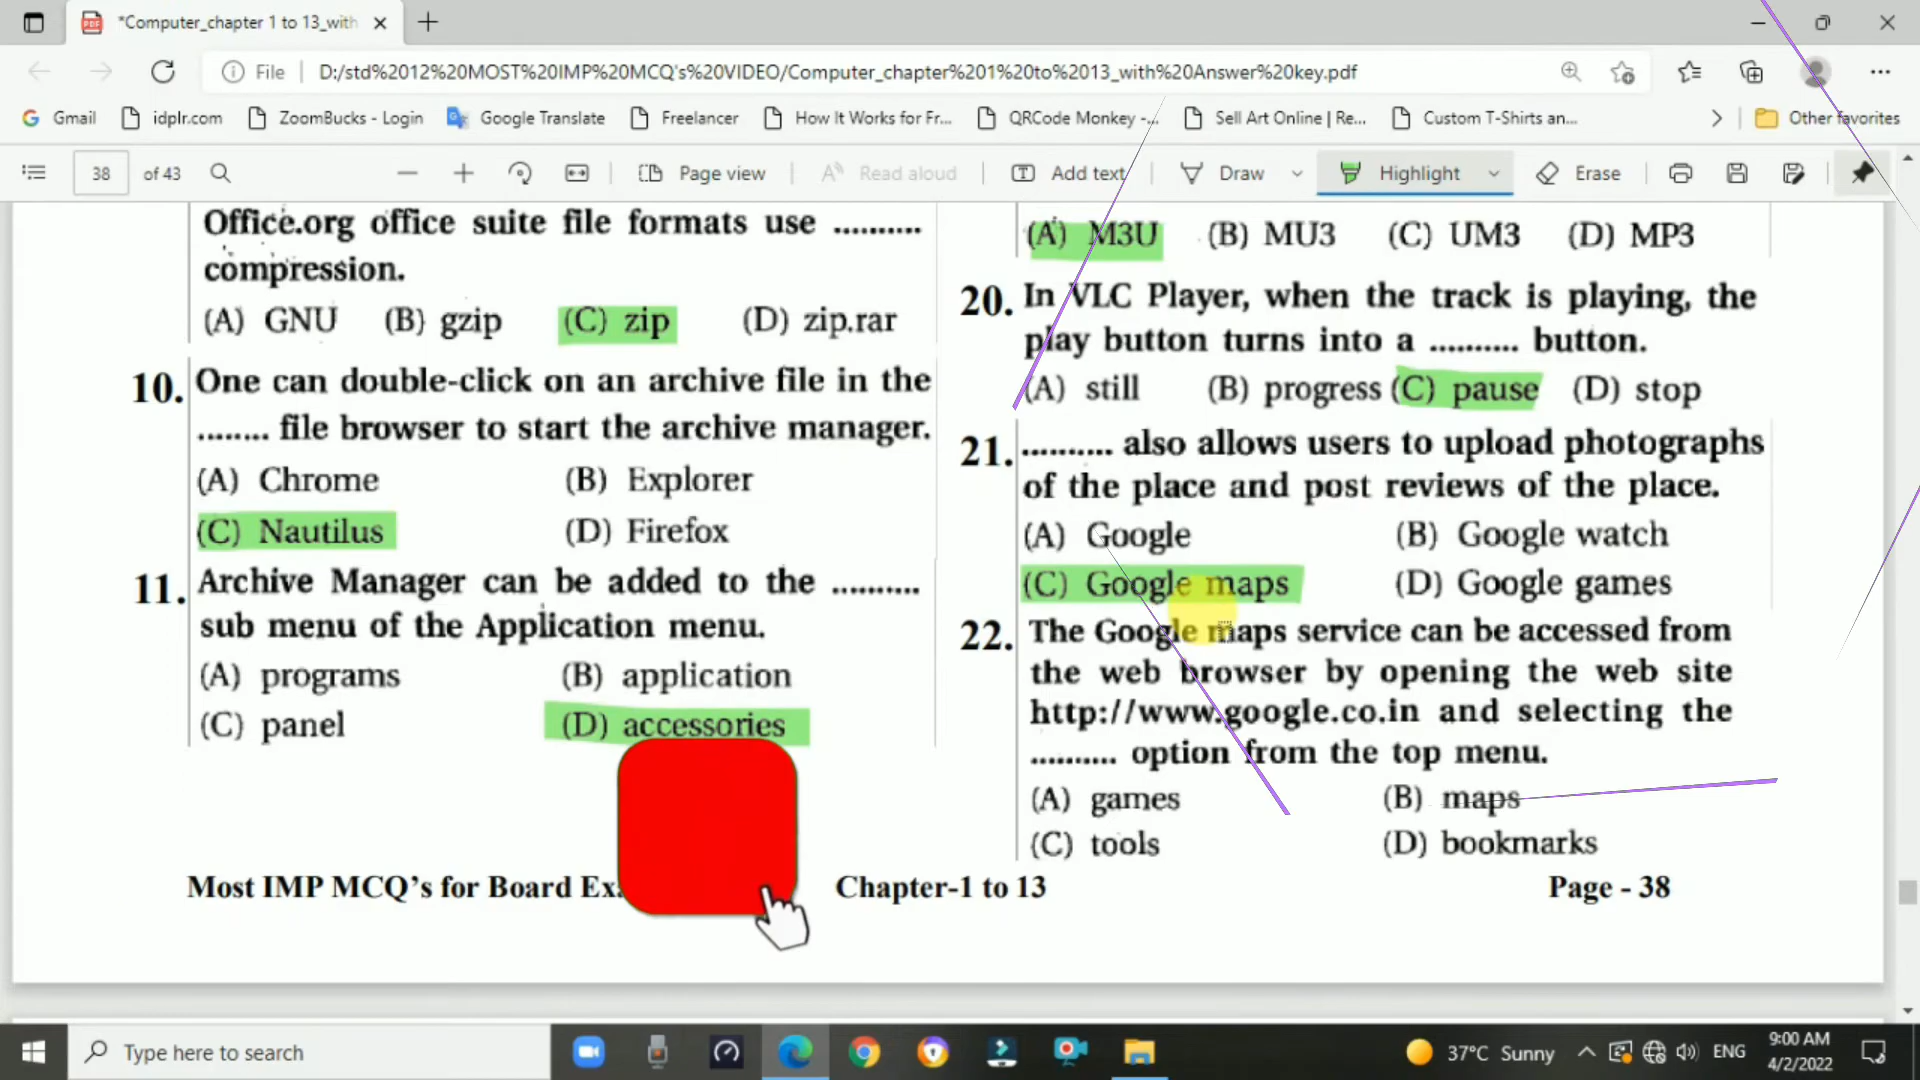 *Computer_chapter 1 to 13_with
File
D:/std%2012%20MOST%20IMP%20MCQ's%20VIDEO/Computer_chapter%201%20to%2013_with%20Answer%20key.pdf
Gmail idplr.com ZoomBucks - Login Google Translate Freelancer How It Works for Fr... QRCode Monkey -... Sell Art Online | Re... Custom T-Shirts an... Other favorites
38 of 43 Page view Read aloud Add text Draw Highlight Erase
Office.org office suite file formats use ..........
compression.
(A) GNU (B) gzip (C) zip (D) zip.rar
10. One can double-click on an archive file in the
........ file browser to start the archive manager.
(A) Chrome (B) Explorer
(C) Nautilus (D) Firefox
11. Archive Manager can be added to the ..........
sub menu of the Application menu.
(A) programs (B) application
(C) panel (D) accessories
(A) M3U (B) MU3 (C) UM3 (D) MP3
20. In VLC Player, when the track is playing, the
play button turns into a .......... button.
(A) still (B) progress (C) pause (D) stop
21. .......... also allows users to upload photographs
of the place and post reviews of the place.
(A) Google (B) Google watch
(C) Google maps (D) Google games
22. The Google maps service can be accessed from
the web browser by opening the web site
http://www.google.co.in and selecting the
.......... option from the top menu.
(A) games (B) maps
(C) tools (D) bookmarks
Most IMP MCQ's for Board Chapter-1 to 13 Page - 38
Type here to search
37°C Sunny ENG
9:00 AM
4/2/2022